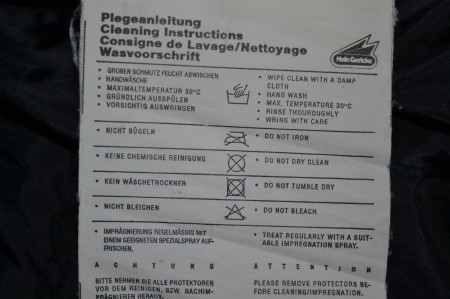 Plegeanleitung
Cleaning Instructions
Consigne de Lavage/Nettoyage
Wasvoorschrift
Hein Gericke
• GROBEN SCHMUTZ FEUCHT ABWISCHEN
• HANDWÄSCHE
• MAXIMALTEMPERATUR 30°C
• GRÜNDLICH AUSSPÜLEN
• VORSICHTIG AUSWRINGEN
• WIPE CLEAN WITH A DAMP
CLOTH
• HAND WASH
• MAX. TEMPERATURE 30°C
• RINSE THOROUGHLY
• WRING WITH CARE
• NICHT BÜGELN
• DO NOT IRON
• KEINE CHEMISCHE REINIGUNG
• DO NOT DRY CLEAN
• KEIN WÄSCHETROCKNER
• DO NOT TUMBLE DRY
• NICHT BLEICHEN
• DO NOT BLEACH
• IMPRÄGNIERUNG REGELMÄSSIG MIT
EINEM GEEIGNETEN SPEZIALSPRAY AUF-
FRISCHEN.
• TREAT REGULARLY WITH A SUIT-
ABLE IMPREGNATION SPRAY.
ACHTUNG
BITTE NEHMEN SIE ALLE PROTEKTOREN
VOR DEM REINIGEN, BZW. NACHIM-
PRÄGNIEREN HERAUS.
ATTENTION
PLEASE REMOVE PROTECTORS BE-
FORE CLEANING/IMPREGNATION.